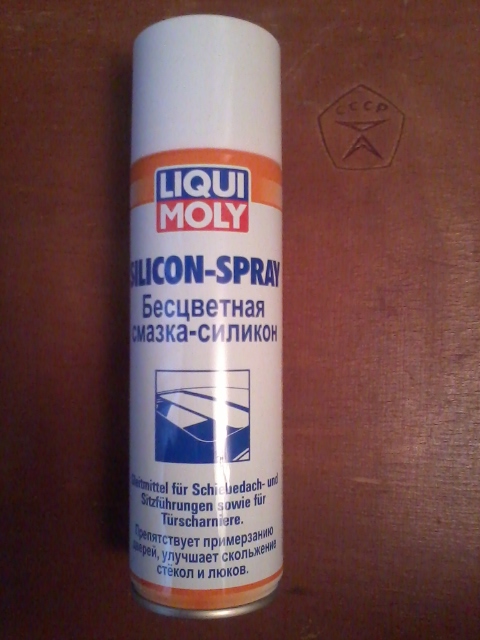 СССР
LIQUI
MOLY
SILICON-SPRAY
Бесцветная
смазка-силикон
Gleitmittel für Schiebedach- und
Sitzführungen sowie für
Türscharniere.
Препятствует примерзанию
дверей, улучшает скольжение
стёкол и люков.